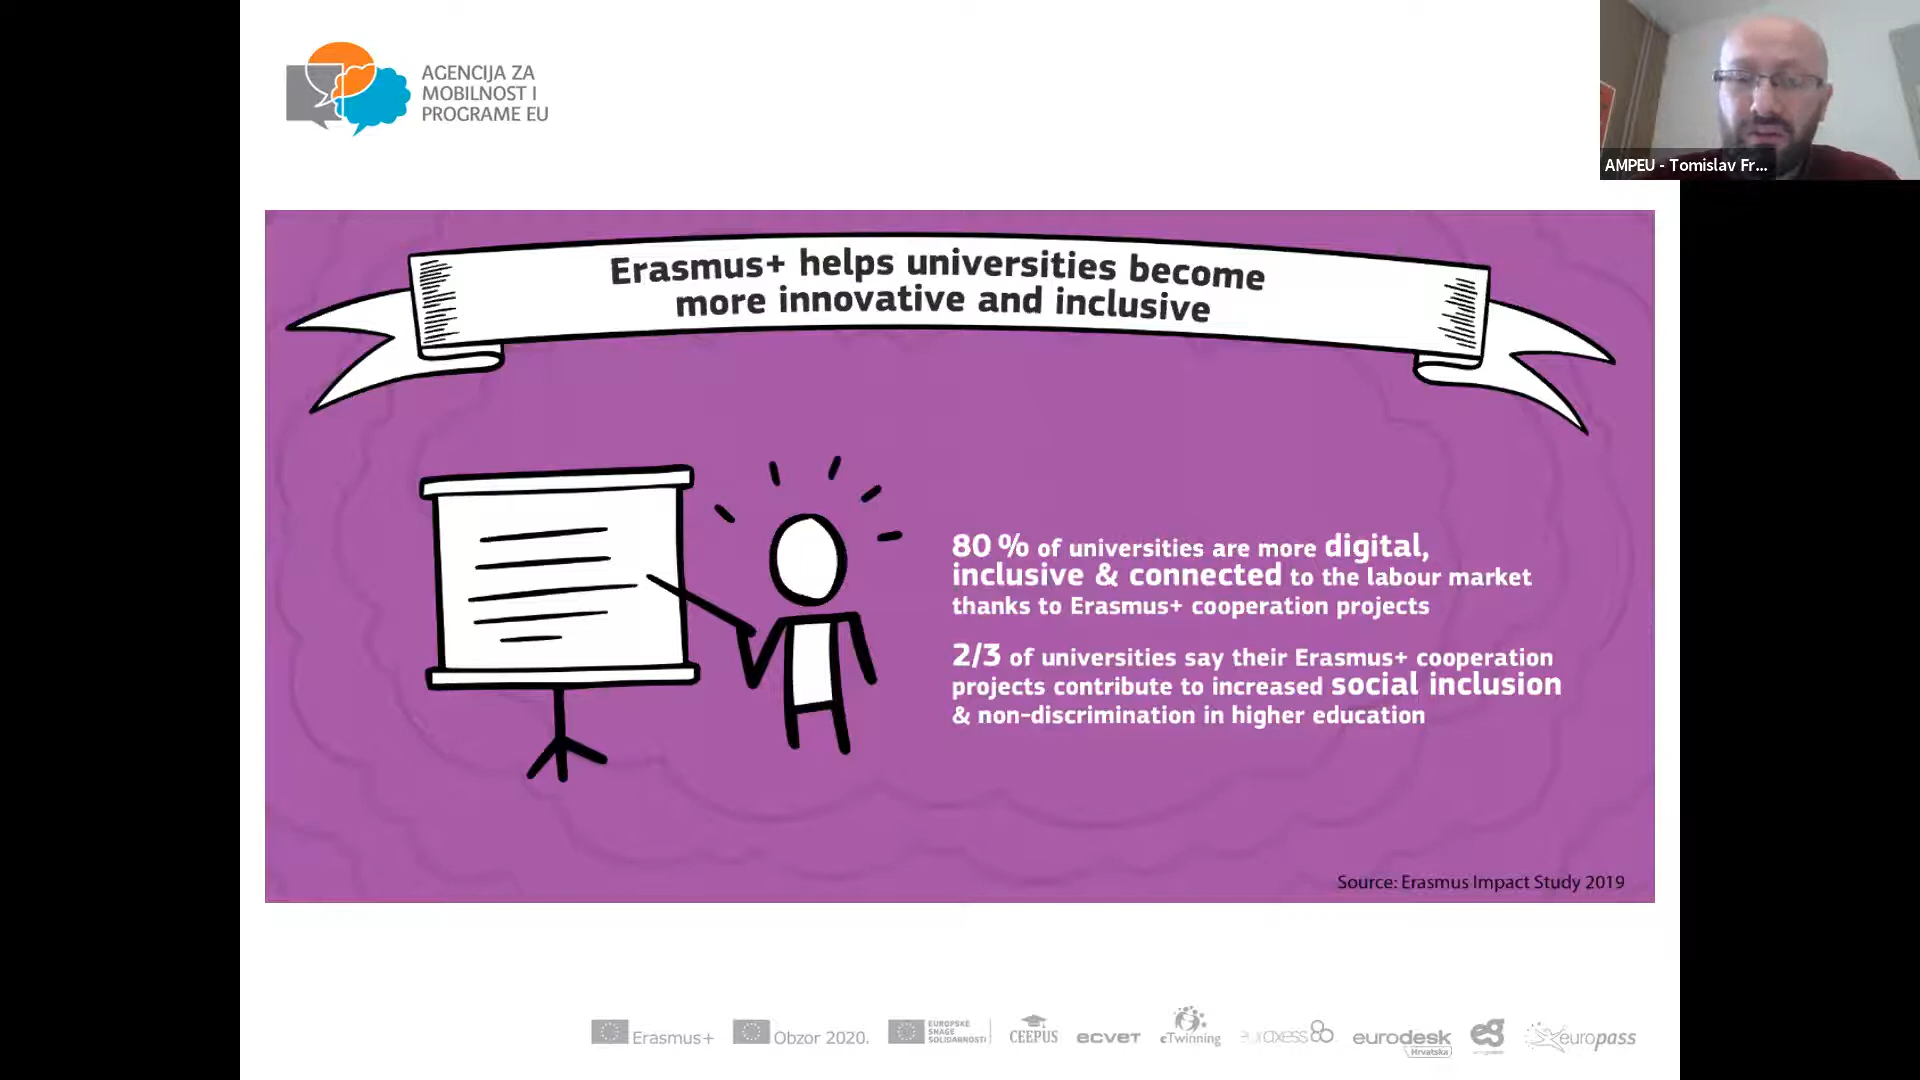 AGENCIJA ZA
MOBILNOST I
PROGRAME EU
AMPEU - Tomislav Fr...
Erasmus+ helps universities become
more innovative and inclusive
80 % of universities are more digital,
inclusive & connected to the labour market
thanks to Erasmus+ cooperation projects
2/3 of universities say their Erasmus+ cooperation
projects contribute to increased social inclusion
& non-discrimination in higher education
Source: Erasmus Impact Study 2019
Erasmus+
Obzor 2020.
EUROPSKE
SNAGE
SOLIDARNOSTI
CEEPUS
ECVET
eTwinning
euraxess
eurodesk
Hrvatska
europass